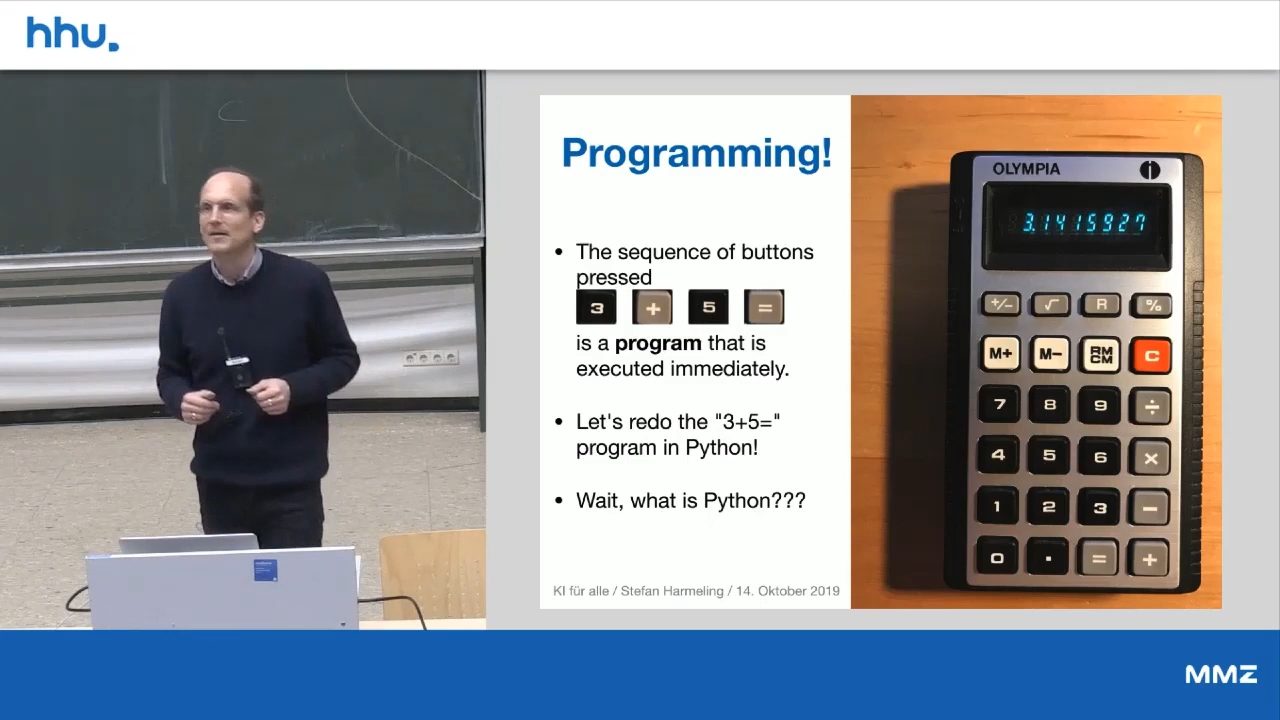 hhu.
Programming!
• The sequence of buttons
pressed
3 + 5 =
is a program that is
executed immediately.
• Let's redo the "3+5="
program in Python!
• Wait, what is Python???
KI für alle / Stefan Harmeling / 14. Oktober 2019
OLYMPIA
3.1415927
+/- √ R %
M+ M- RM CM C
7 8 9 ÷
4 5 6 ×
1 2 3 −
0 . = +
MMZ